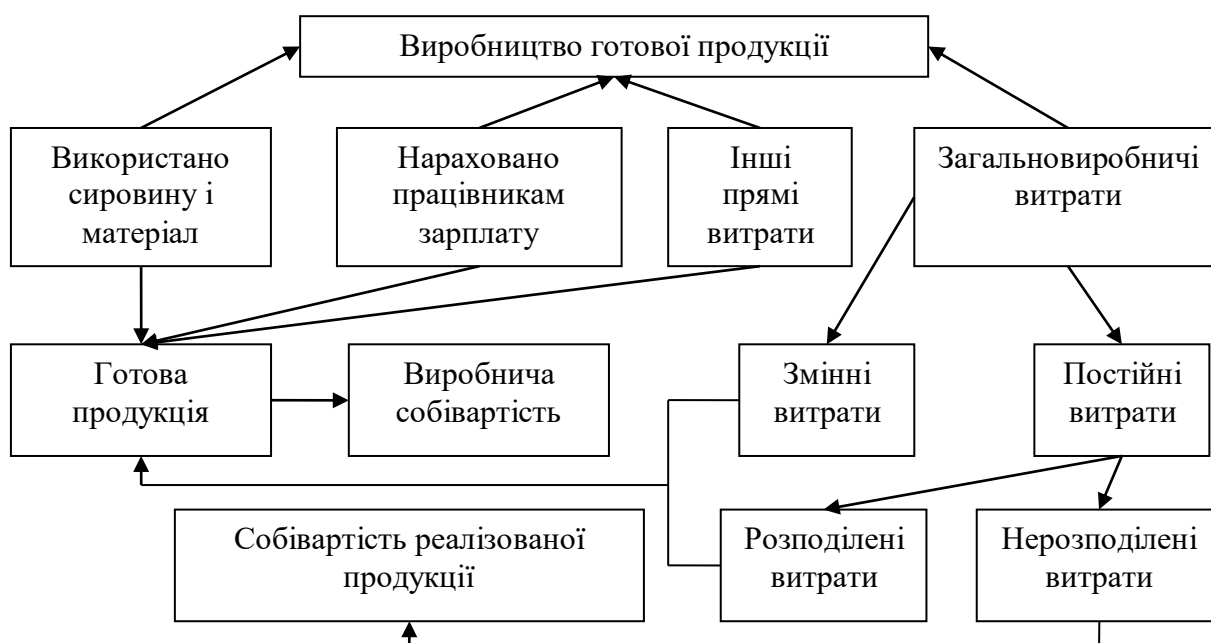 Виробництво готової продукції
Використано
сировину і
матеріал
Нараховано
працівникам
зарплату
Інші
прямі
витрати
Загальновиробничі
витрати
Готова
продукція
Виробнича
собівартість
Змінні
витрати
Постійні
витрати
Собівартість реалізованої
продукції
Розподілені
витрати
Нерозподілені
витрати